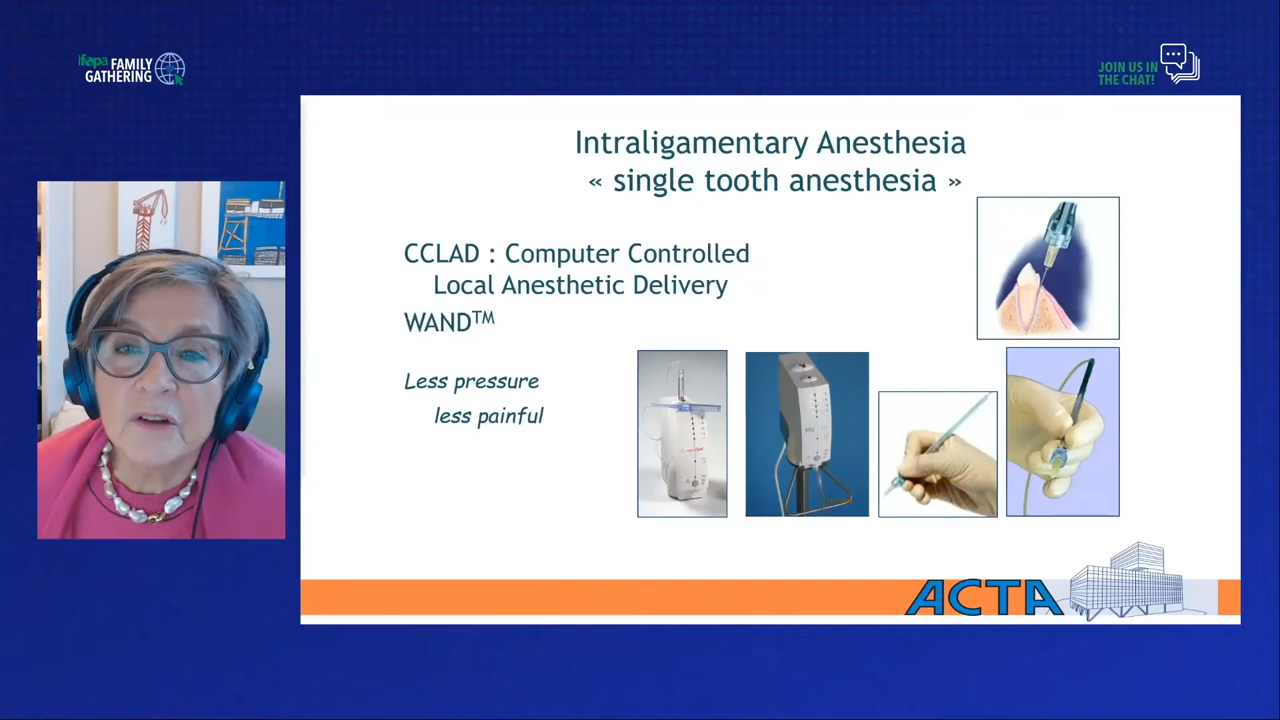 ifopa FAMILY
GATHERING
JOIN US IN
THE CHAT!
Intraligamentary Anesthesia
« single tooth anesthesia »
CCLAD : Computer Controlled
Local Anesthetic Delivery
WAND™
Less pressure
less painful
ACTA